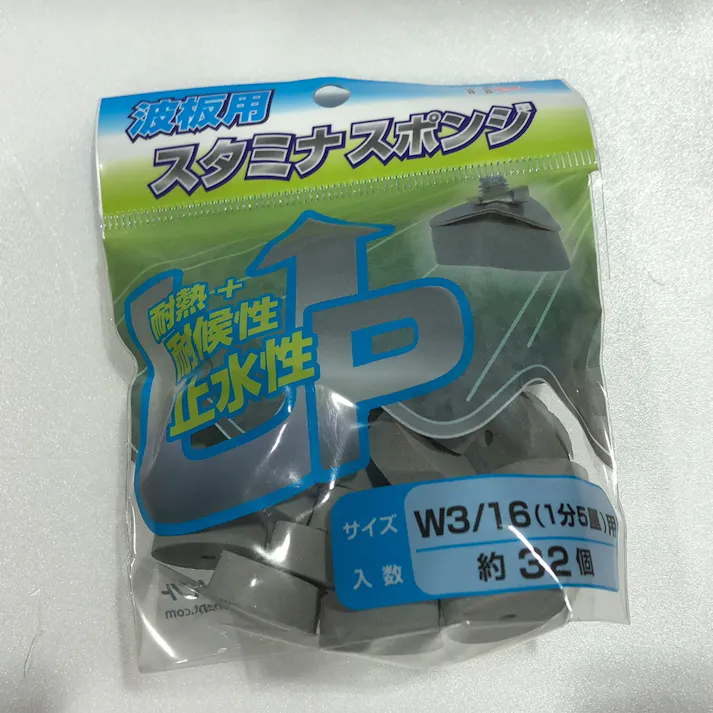 波板用
スタミナスポンジ
耐熱+
耐候性
止水性
UP
サイズ W3/16(1分5厘)用
入数 約32個